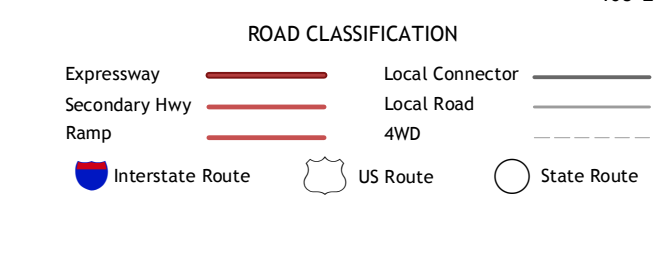 ROAD CLASSIFICATION
Expressway
Local Connector
Secondary Hwy
Local Road
Ramp
4WD
Interstate Route
US Route
State Route